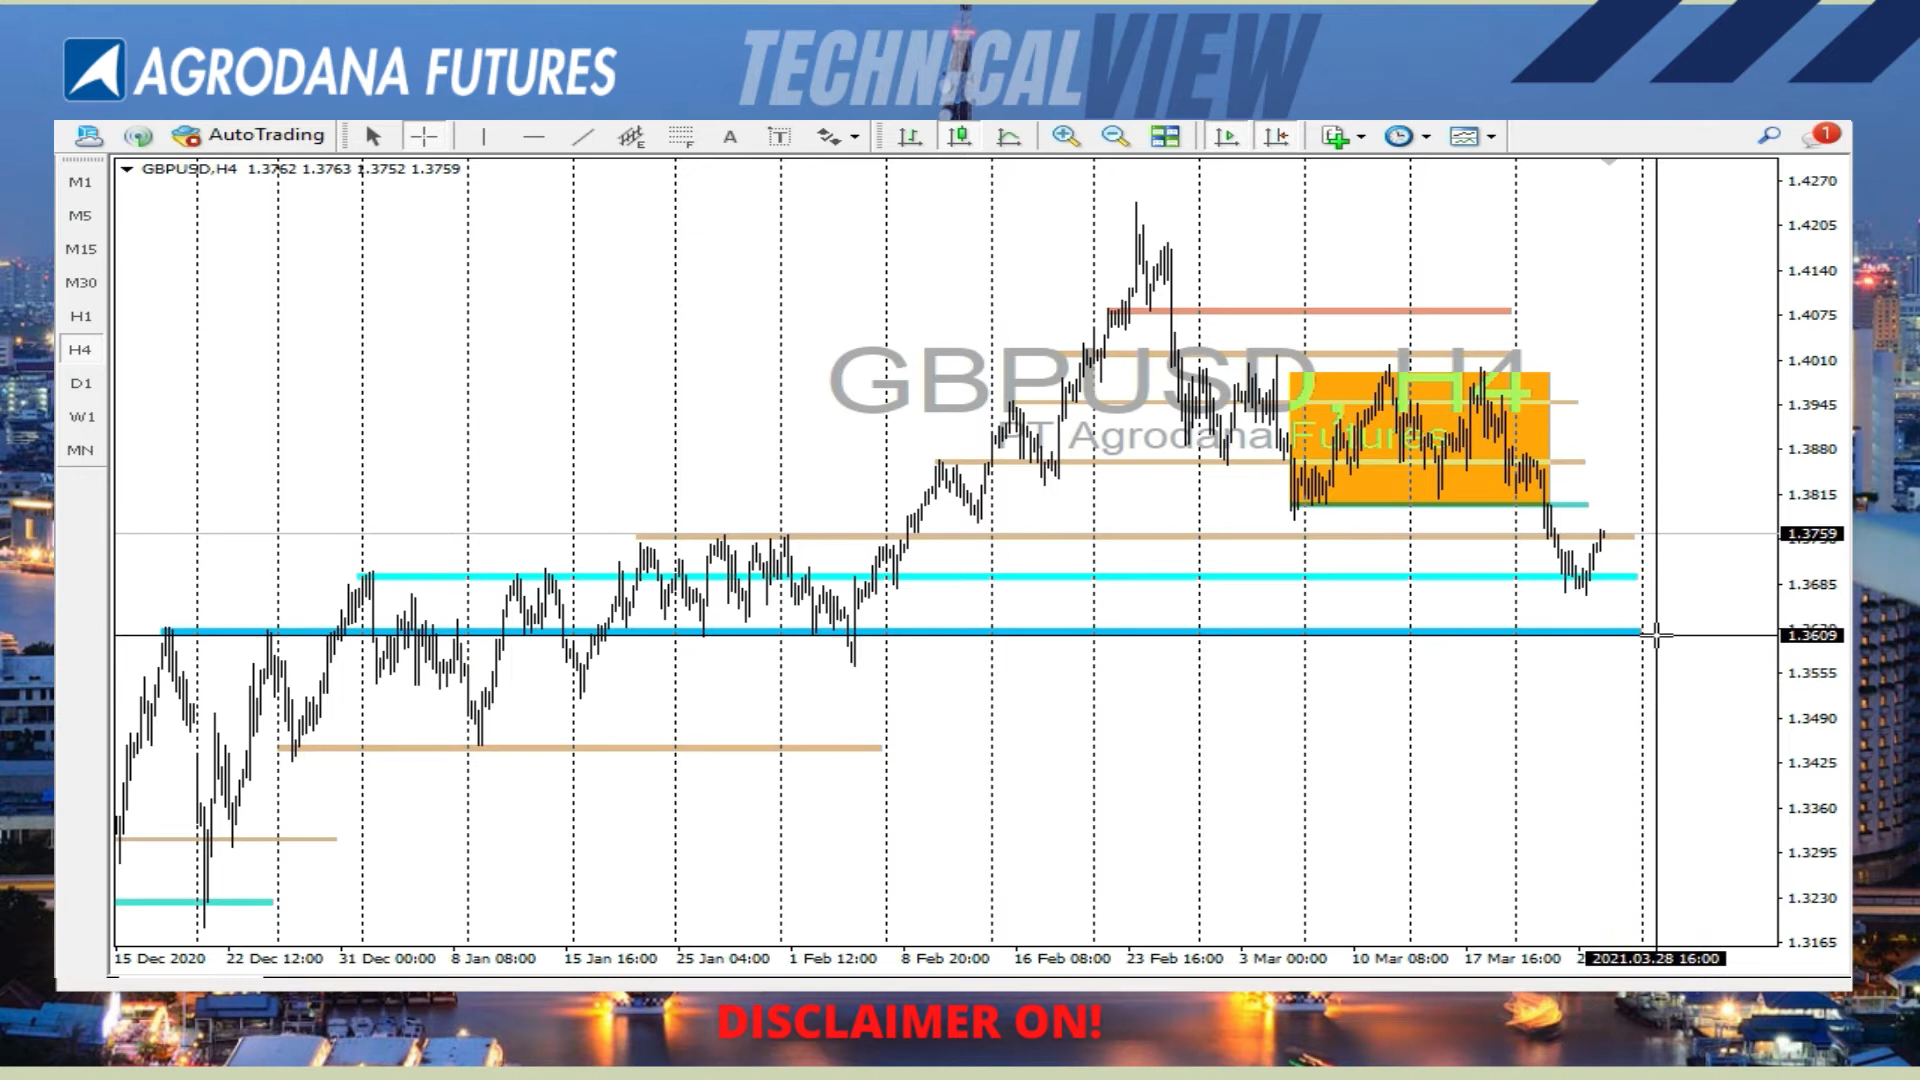 AGRODANA FUTURES
TECHNICAL VIEW
AutoTrading
E
F
A
T
1
M1
M5
M15
M30
H1
H4
D1
W1
MN
GBPUSD,H4 1.3762 1.3763 1.3752 1.3759
GBPUSD, H4
PT Agrodana Futures
1.4270
1.4205
1.4140
1.4075
1.4010
1.3945
1.3880
1.3815
1.3759
1.3685
1.3609
1.3555
1.3490
1.3425
1.3360
1.3295
1.3230
1.3165
15 Dec 2020 22 Dec 12:00 31 Dec 00:00 8 Jan 08:00 15 Jan 16:00 25 Jan 04:00 1 Feb 12:00 8 Feb 20:00 16 Feb 08:00 23 Feb 16:00 3 Mar 00:00 10 Mar 08:00 17 Mar 16:00 2021.03.28 16:00
DISCLAIMER ON!